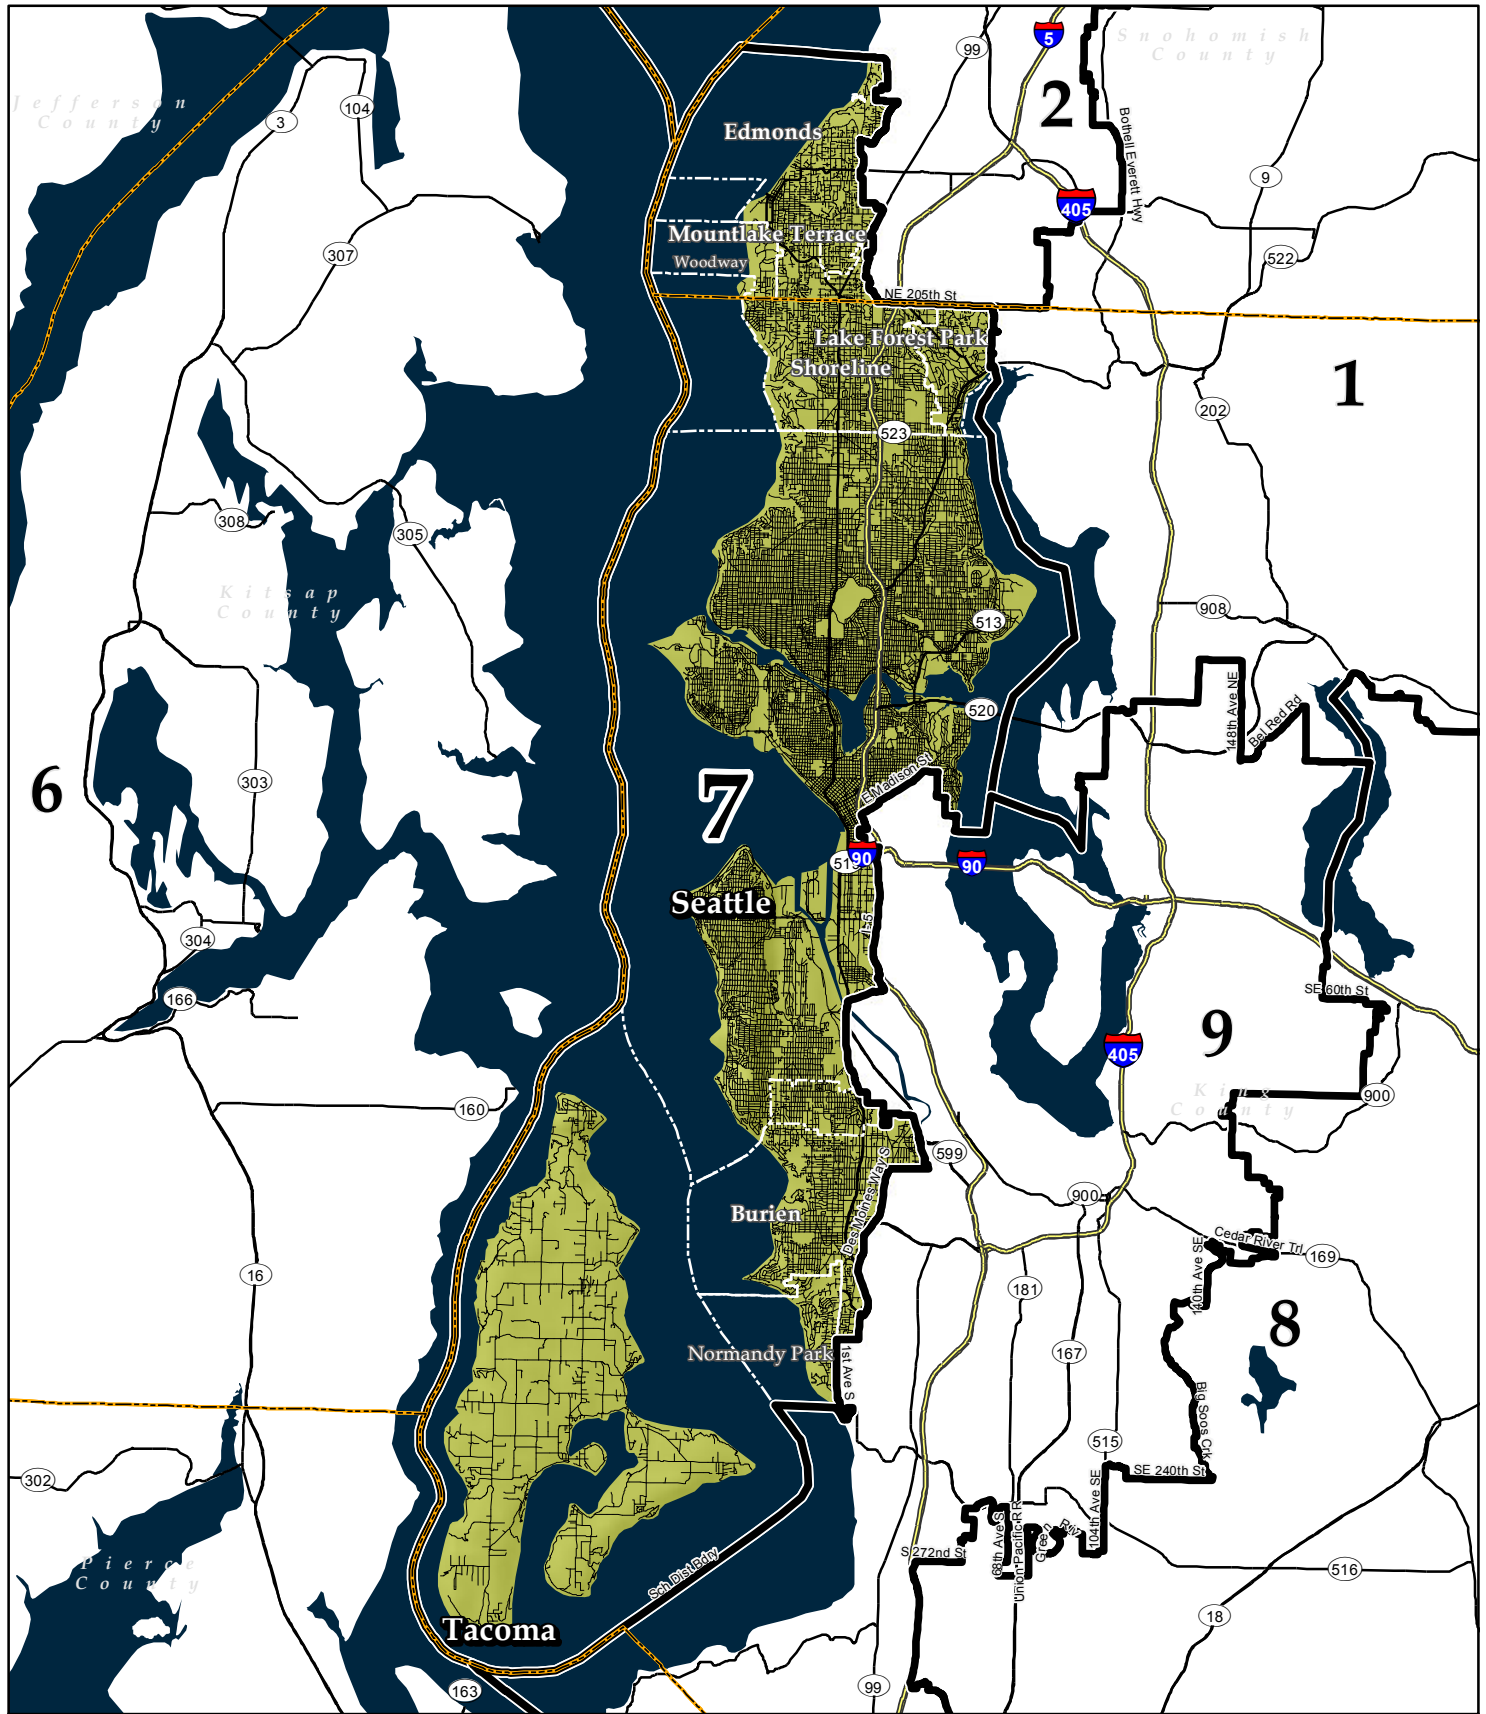 5
99
Snohomish
County
2
Jefferson
County
3
104
Bothell Everett Hwy
Edmonds
9
405
Mountlake Terrace
307
522
Woodway
NE 205th St
Lake Forest Park
Shoreline
1
202
523
308
305
Kitsap
County
908
513
520
148th Ave NE
Bel Red Rd
6
303
7
E Madison St
90
90
Seattle
I-5
304
166
SE 60th St
9
405
King
County
900
160
599
900
Burien
Des Moines Way S
Cedar River Trl
169
140th Ave SE
16
181
8
167
Normandy Park
1st Ave S
Big Soos Crk
515
SE 240th St
302
104th Ave SE
68th Ave S
Union Pacific RR
Green Riv
S 272nd St
Pierce
County
Sch Dist Bdry
516
18
Tacoma
99
163